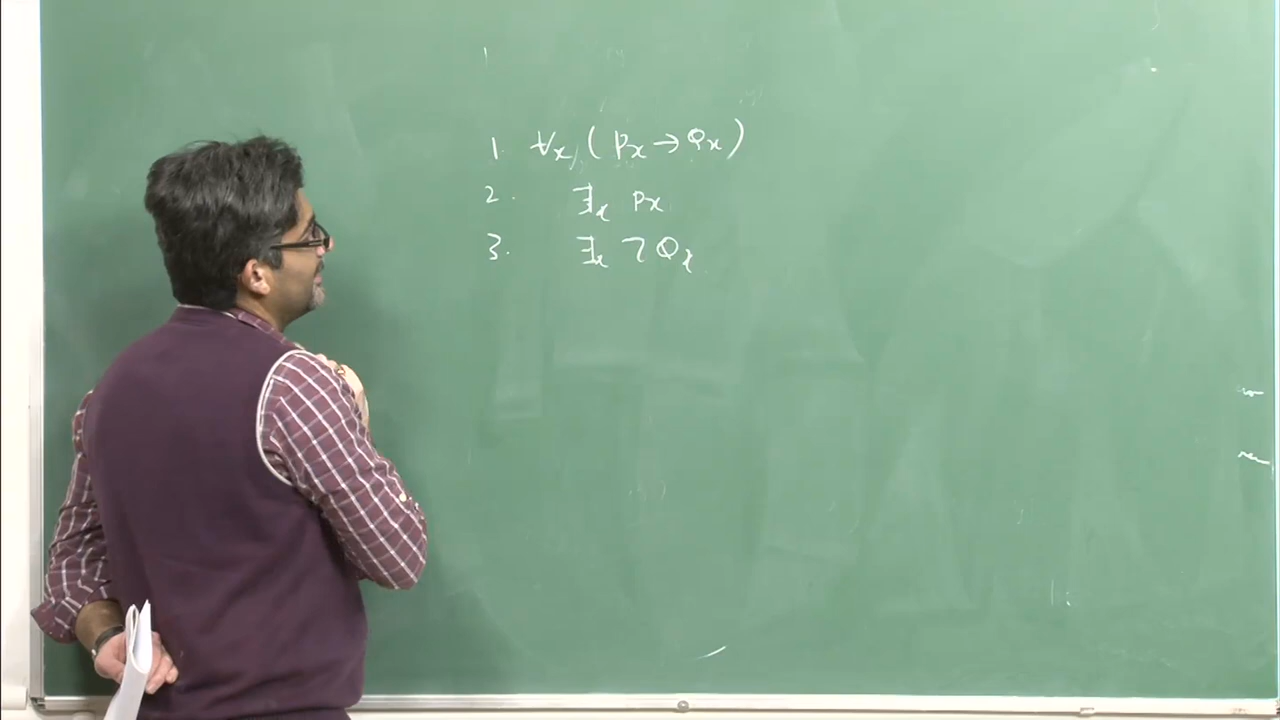 1. ∀x (Px → Qx)
2. ∃x Px
3. ∃x ¬Qx